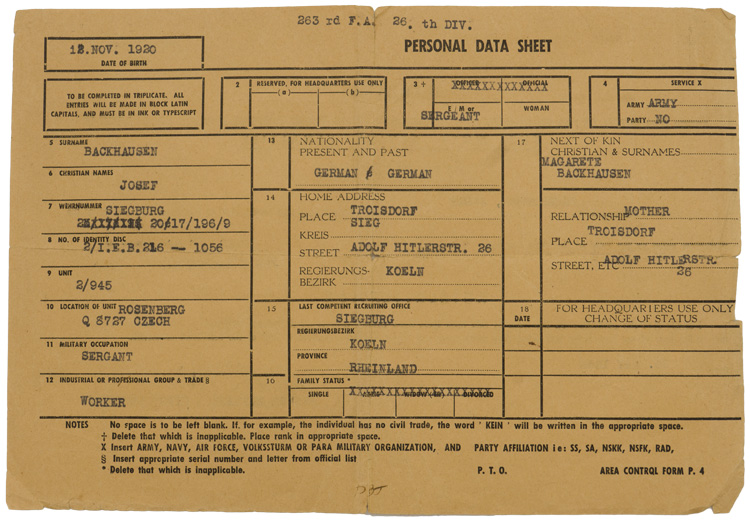 263 rd F.A. 26. th DIV.
12. NOV. 1920
DATE OF BIRTH
PERSONAL DATA SHEET
TO BE COMPLETED IN TRIPLICATE. ALL
ENTRIES WILL BE MADE IN BLOCK LATIN
CAPITALS, AND MUST BE IN INK OR TYPESCRIPT
2 RESERVED, FOR HEADQUARTERS USE ONLY
(a) (b)
3 ‡ OFFICER OFFICIAL
XXXXXXXXXXXXX
E/M or WOMAN
SERGEANT
4 SERVICE X
ARMY ARMY
PARTY NO
5 SURNAME
BACKHAUSEN
6 CHRISTIAN NAMES
JOSEF
7 WEHRNUMMER SIEGBURG
20/17/196/9
8 NO. OF IDENTITY DISC
2/I.E.B. 216 — 1056
9 UNIT
2/945
10 LOCATION OF UNIT ROSENBERG
Q 8727 CZECH
11 MILITARY OCCUPATION
SERGANT
12 INDUSTRIAL OR PROFESSIONAL GROUP & TRADE §
WORKER
13 NATIONALITY
PRESENT AND PAST
GERMAN GERMAN
14 HOME ADDRESS
PLACE TROISDORF
KREIS SIEG
STREET ADOLF HITLERSTR. 26
REGIERUNGS- KOELN
BEZIRK
15 LAST COMPETENT RECRUITING OFFICE
SIEGBURG
REGIERUNGSBEZIRK
KOELN
PROVINCE
RHEINLAND
16 FAMILY STATUS *
SINGLE WIDOW (ER) DIVORCED
17 NEXT OF KIN
CHRISTIAN & SURNAMES
MAGARETE
BACKHAUSEN
RELATIONSHIP MOTHER
PLACE TROISDORF
STREET, ETC ADOLF HITLERSTR.
26
18 FOR HEADQUARTERS USE ONLY
DATE CHANGE OF STATUS
NOTES No space is to be left blank. If, for example, the individual has no civil trade, the word ' KEIN ' will be written in the appropriate space.
‡ Delete that which is inapplicable. Place rank in appropriate space.
X Insert ARMY, NAVY, AIR FORCE, VOLKSSTURM OR PARA MILITARY ORGANIZATION, AND PARTY AFFILIATION ie: SS, SA, NSKK, NSFK, RAD,
§ Insert appropriate serial number and letter from official list
* Delete that which is inapplicable.
P. T. O. AREA CONTROL FORM P. 4